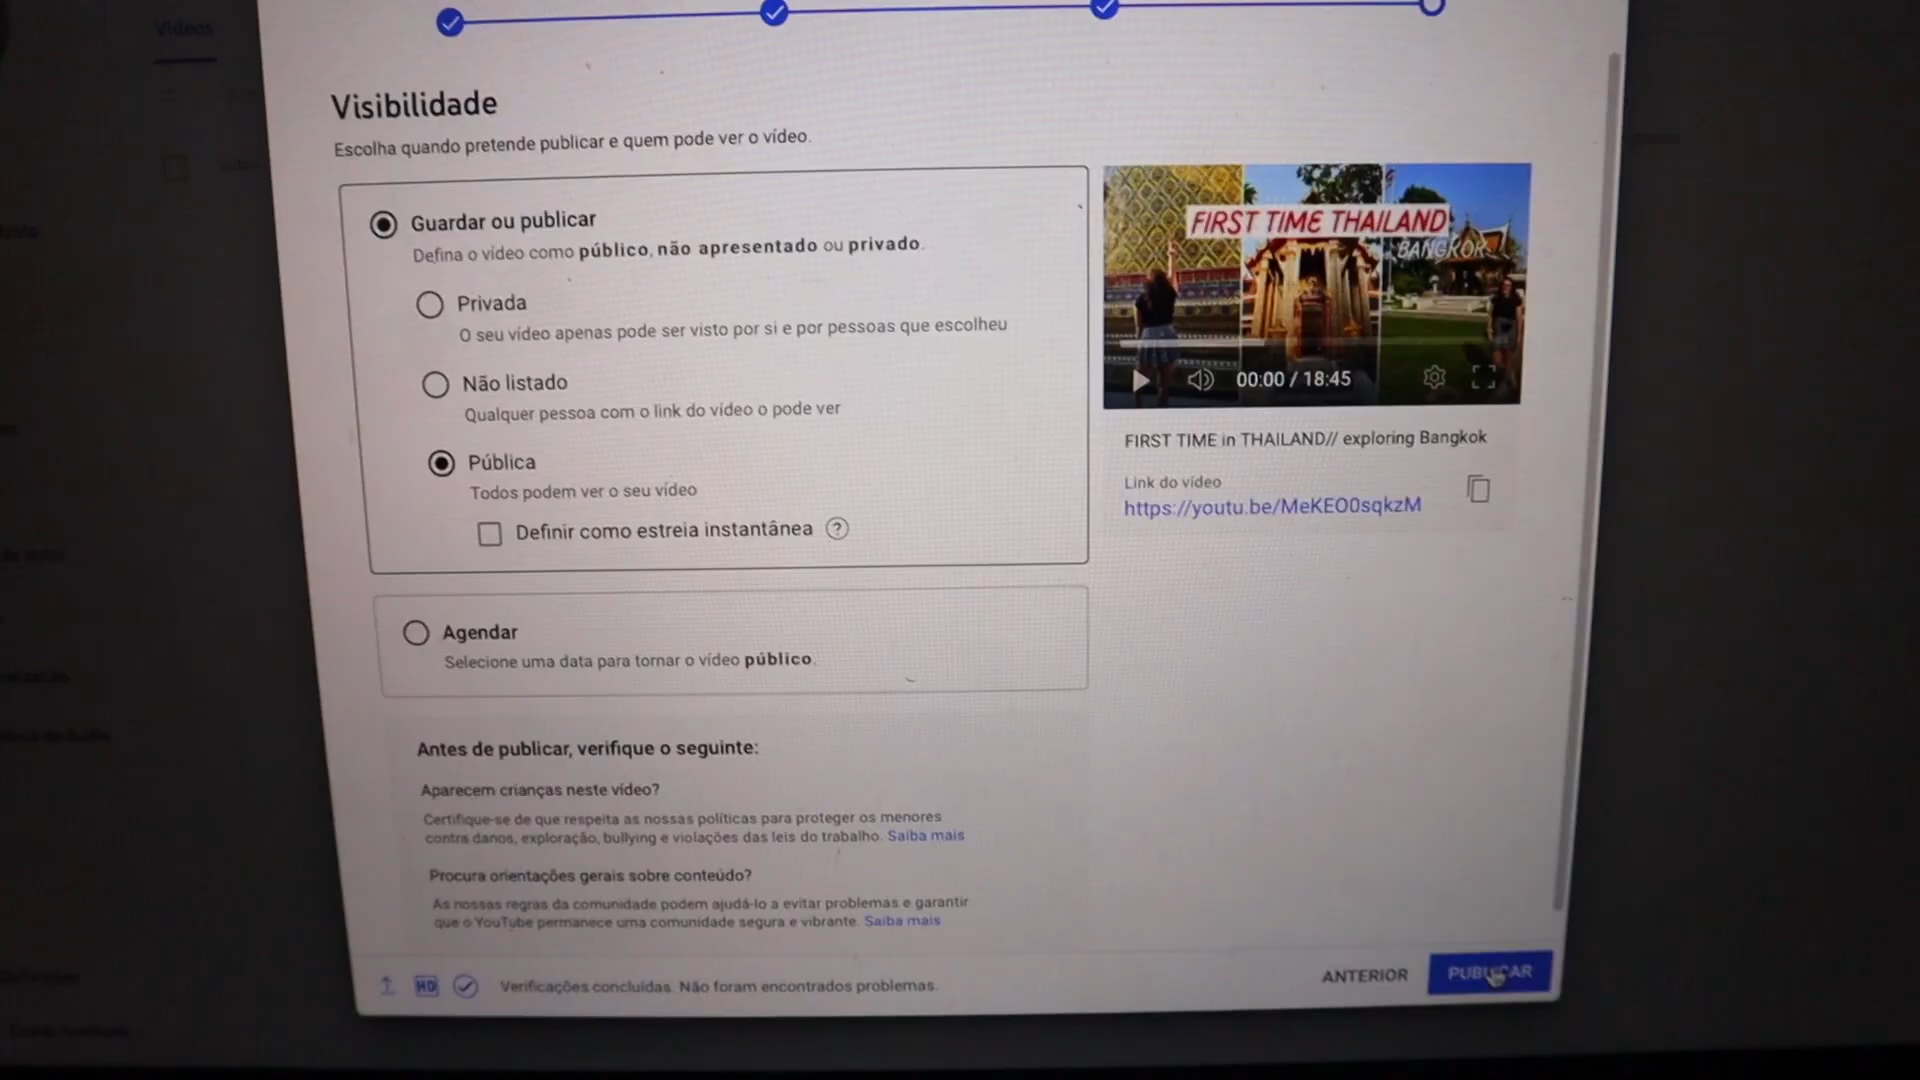 Vídeos
Visibilidade
Escolha quando pretende publicar e quem pode ver o vídeo.
Guardar ou publicar
Defina o vídeo como público, não apresentado ou privado.
Privada
O seu vídeo apenas pode ser visto por si e por pessoas que escolheu
Não listado
Qualquer pessoa com o link do vídeo o pode ver
Pública
Todos podem ver o seu vídeo
Definir como estreia instantânea ?
Agendar
Selecione uma data para tornar o vídeo público.
FIRST TIME THAILAND
BANGKOK
00:00 / 18:45
FIRST TIME in THAILAND// exploring Bangkok
Link do vídeo
https://youtu.be/MeKEO0sqkzM
Antes de publicar, verifique o seguinte:
Aparecem crianças neste vídeo?
Certifique-se de que respeita as nossas políticas para proteger os menores
contra danos, exploração, bullying e violações das leis do trabalho. Saiba mais
Procura orientações gerais sobre conteúdo?
As nossas regras da comunidade podem ajudá-lo a evitar problemas e garantir
que o YouTube permanece uma comunidade segura e vibrante. Saiba mais
HD Verificações concluídas. Não foram encontrados problemas.
ANTERIOR
PUBLICAR